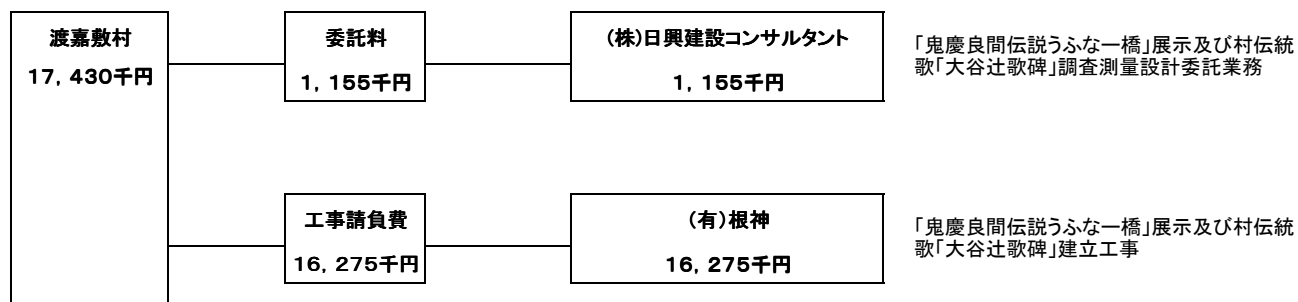 渡嘉敷村
17，430千円
委託料
1，155千円
(株)日興建設コンサルタント
1，155千円
「鬼慶良間伝説うふな一橋」展示及び村伝統
歌「大谷辻歌碑」調査測量設計委託業務
工事請負費
16，275千円
(有)根神
16，275千円
「鬼慶良間伝説うふな一橋」展示及び村伝統
歌「大谷辻歌碑」建立工事